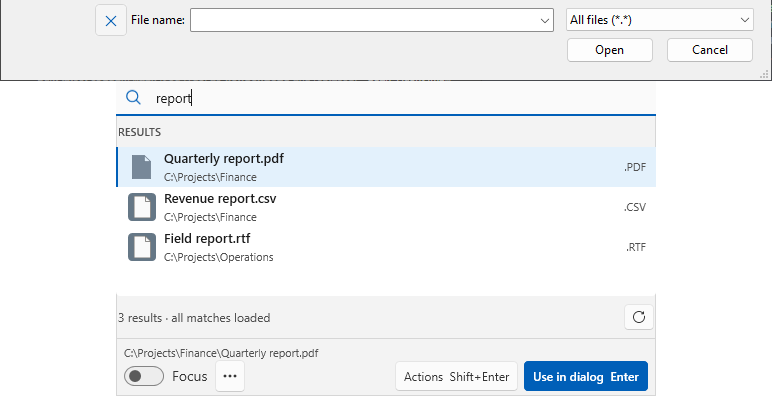 File name:
All files (*.*)
Open
Cancel
report
RESULTS
Quarterly report.pdf
C:\Projects\Finance
.PDF
Revenue report.csv
C:\Projects\Finance
.CSV
Field report.rtf
C:\Projects\Operations
.RTF
3 results · all matches loaded
C:\Projects\Finance\Quarterly report.pdf
Focus
Actions Shift+Enter
Use in dialog Enter